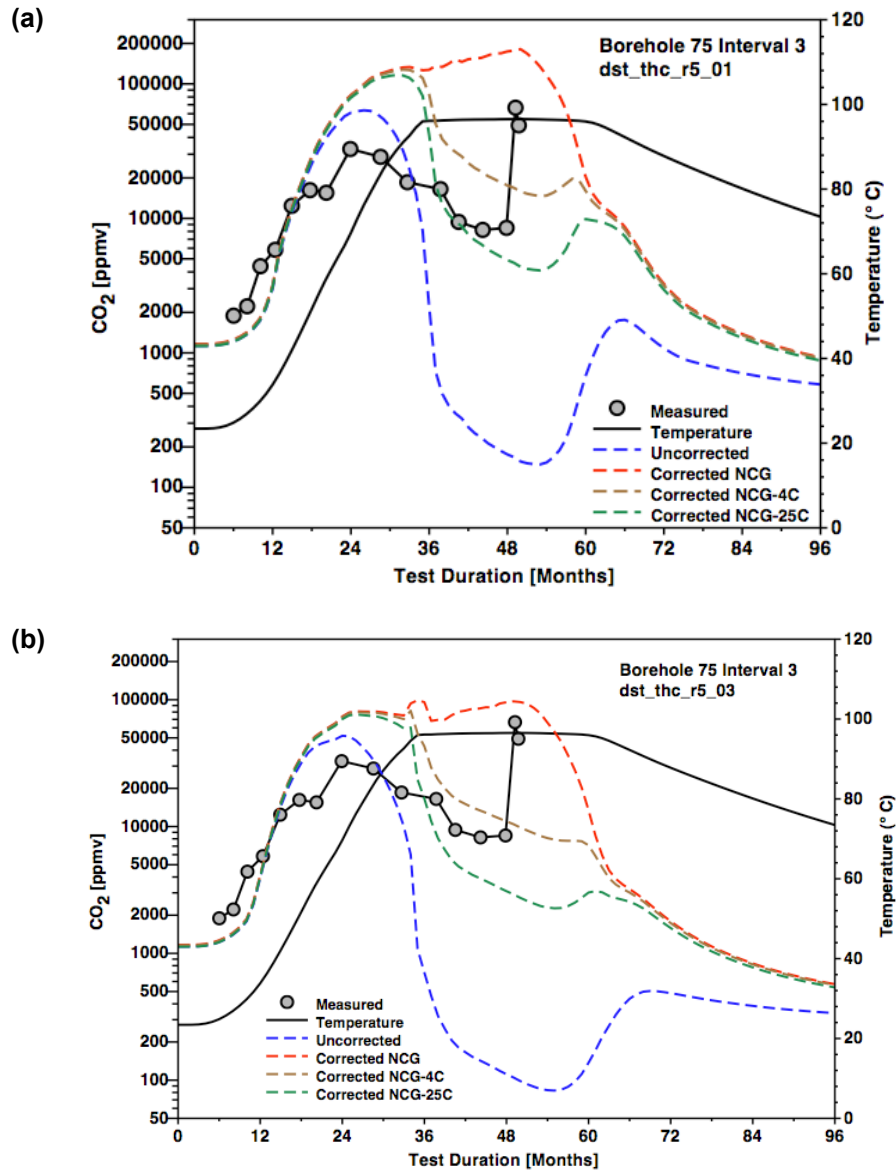 (a)
Borehole 75 Interval 3
dst_thc_r5_01
200000
100000
50000
20000
10000
5000
2000
1000
500
200
100
50
CO2 [ppmv]
120
100
80
60
40
20
0
Temperature (° C)
Measured
Temperature
Uncorrected
Corrected NCG
Corrected NCG-4C
Corrected NCG-25C
0 12 24 36 48 60 72 84 96
Test Duration [Months]
(b)
Borehole 75 Interval 3
dst_thc_r5_03
200000
100000
50000
20000
10000
5000
2000
1000
500
200
100
50
CO2 [ppmv]
120
100
80
60
40
20
0
Temperature (° C)
Measured
Temperature
Uncorrected
Corrected NCG
Corrected NCG-4C
Corrected NCG-25C
0 12 24 36 48 60 72 84 96
Test Duration [Months]